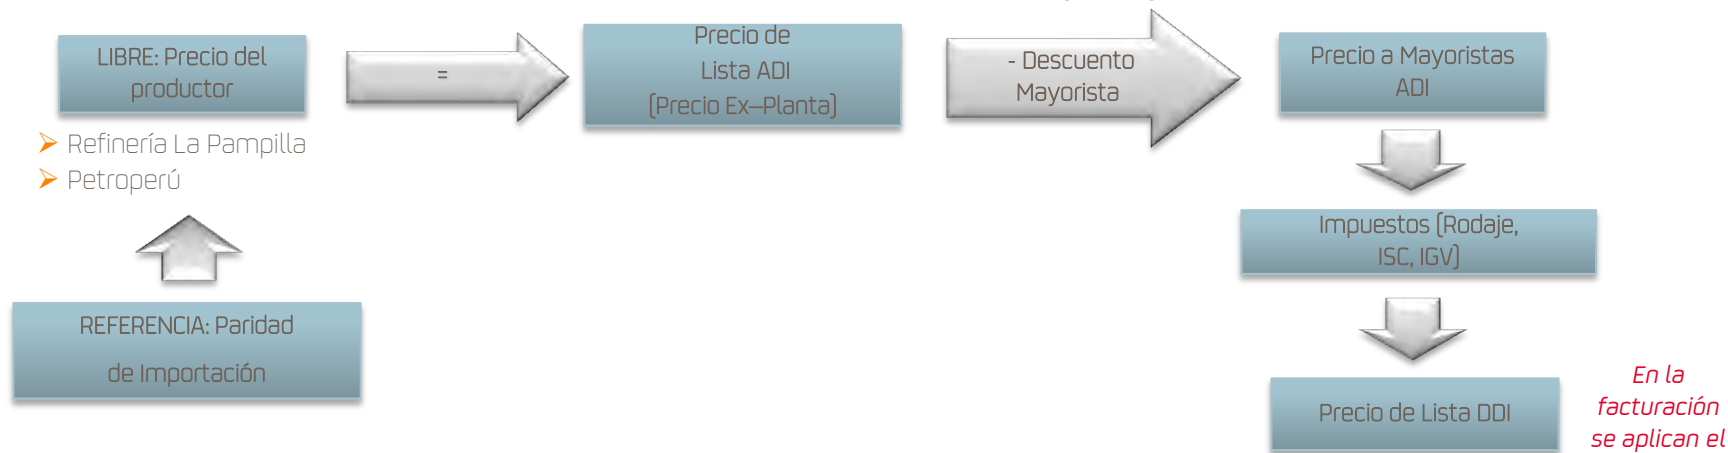 LIBRE: Precio del
productor
=
Precio de
Lista ADI
(Precio Ex–Planta)
- Descuento
Mayorista
Precio a Mayoristas
ADI
➤ Refinería La Pampilla
➤ Petroperú
Impuestos (Rodaje,
ISC, IGV)
REFERENCIA: Paridad
de Importación
Precio de Lista DDI
En la
facturación
se aplican el